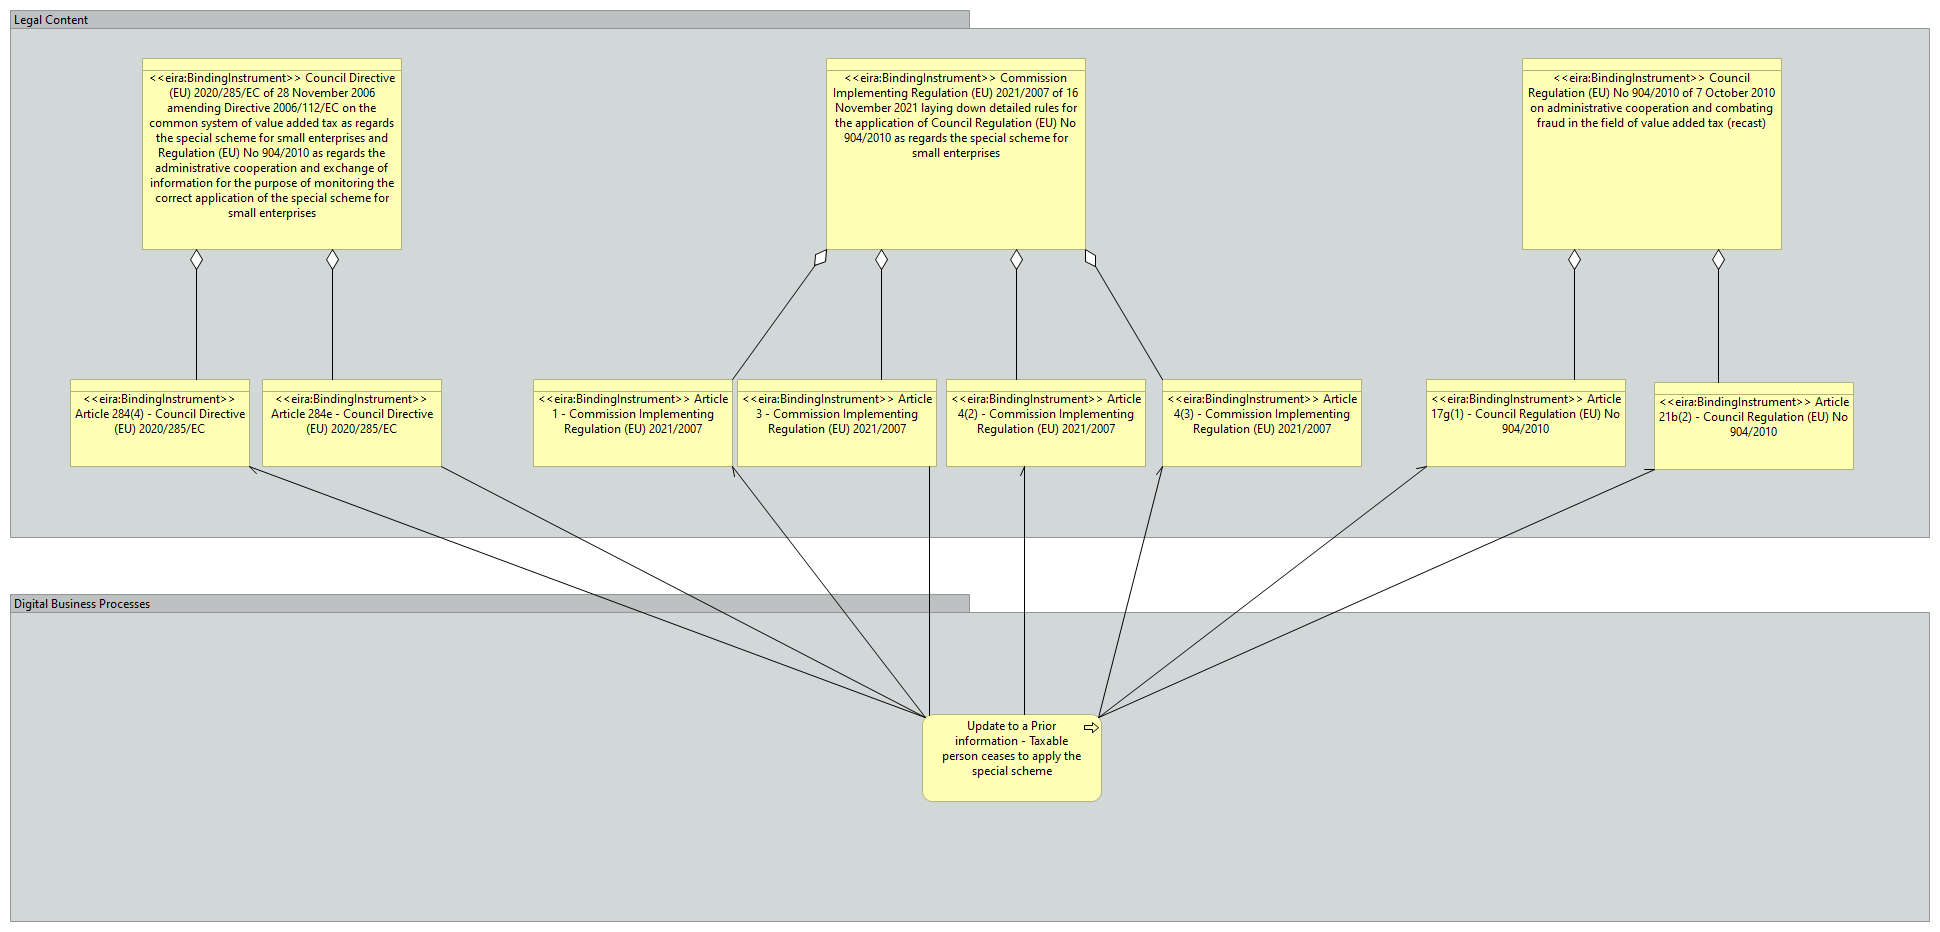 Legal Content
<<eira:BindingInstrument>> Council Directive
(EU) 2020/285/EC of 28 November 2006
amending Directive 2006/112/EC on the
common system of value added tax as regards
the special scheme for small enterprises and
Regulation (EU) No 904/2010 as regards the
administrative cooperation and exchange of
information for the purpose of monitoring the
correct application of the special scheme for
small enterprises
<<eira:BindingInstrument>> Commission
Implementing Regulation (EU) 2021/2007 of 16
November 2021 laying down detailed rules for
the application of Council Regulation (EU) No
904/2010 as regards the special scheme for
small enterprises
<<eira:BindingInstrument>> Council
Regulation (EU) No 904/2010 of 7 October 2010
on administrative cooperation and combating
fraud in the field of value added tax (recast)
<<eira:BindingInstrument>>
Article 284(4) - Council Directive
(EU) 2020/285/EC
<<eira:BindingInstrument>>
Article 284e - Council Directive
(EU) 2020/285/EC
<<eira:BindingInstrument>> Article
1 - Commission Implementing
Regulation (EU) 2021/2007
<<eira:BindingInstrument>> Article
3 - Commission Implementing
Regulation (EU) 2021/2007
<<eira:BindingInstrument>> Article
4(2) - Commission Implementing
Regulation (EU) 2021/2007
<<eira:BindingInstrument>> Article
4(3) - Commission Implementing
Regulation (EU) 2021/2007
<<eira:BindingInstrument>> Article
17g(1) - Council Regulation (EU) No
904/2010
<<eira:BindingInstrument>> Article
21b(2) - Council Regulation (EU) No
904/2010
Digital Business Processes
Update to a Prior
information - Taxable
person ceases to apply the
special scheme